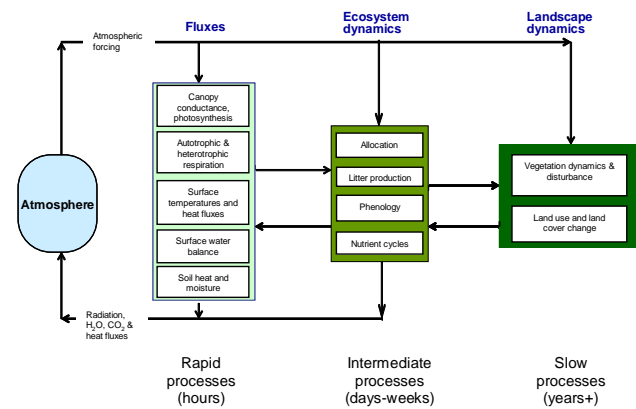 Fluxes
Ecosystem
dynamics
Landscape
dynamics
Atmospheric
forcing
Canopy
conductance,
photosynthesis
Autotrophic &
heterotrophic
respiration
Surface
temperatures and
heat fluxes
Surface water
balance
Soil heat and
moisture
Allocation
Litter production
Phenology
Nutrient cycles
Vegetation dynamics &
disturbance
Land use and land
cover change
Atmosphere
Radiation,
H₂O, CO₂ &
heat fluxes
Rapid
processes
(hours)
Intermediate
processes
(days-weeks)
Slow
processes
(years+)